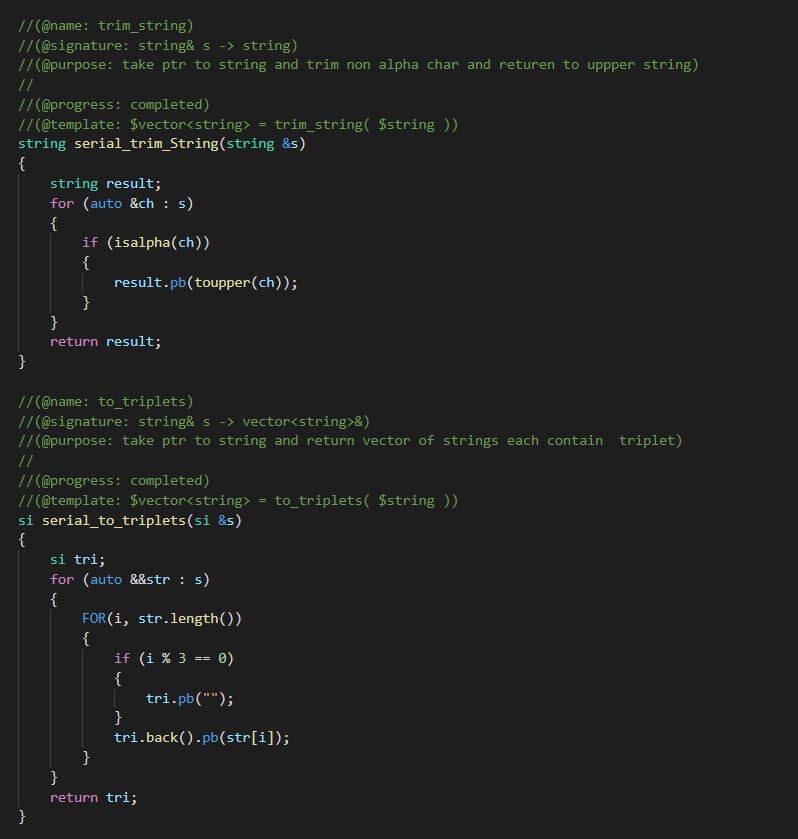 //(@name: trim_string)
//(@signature: string& s -> string)
//(@purpose: take ptr to string and trim non alpha char and returen to uppper string)
//
//(@progress: completed)
//(@template: $vector<string> = trim_string( $string ))
string serial_trim_String(string &s)
{
    string result;
    for (auto &ch : s)
    {
        if (isalpha(ch))
        {
            result.pb(toupper(ch));
        }
    }
    return result;
}

//(@name: to_triplets)
//(@signature: string& s -> vector<string>&)
//(@purpose: take ptr to string and return vector of strings each contain  triplet)
//
//(@progress: completed)
//(@template: $vector<string> = to_triplets( $string ))
si serial_to_triplets(si &s)
{
    si tri;
    for (auto &&str : s)
    {
        FOR(i, str.length())
        {
            if (i % 3 == 0)
            {
                tri.pb("");
            }
            tri.back().pb(str[i]);
        }
    }
    return tri;
}